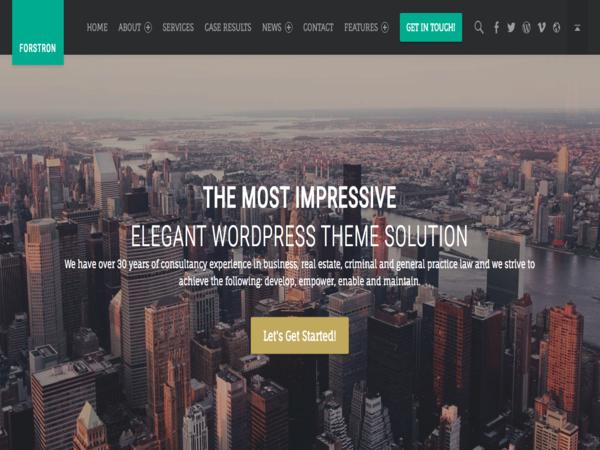 FORSTRON
HOME ABOUT SERVICES CASE RESULTS NEWS CONTACT FEATURES GET IN TOUCH!
THE MOST IMPRESSIVE
ELEGANT WORDPRESS THEME SOLUTION
We have over 30 years of consultancy experience in business, real estate, criminal and general practice law and we strive to
achieve the following: develop, empower, enable and maintain.
Let's Get Started!